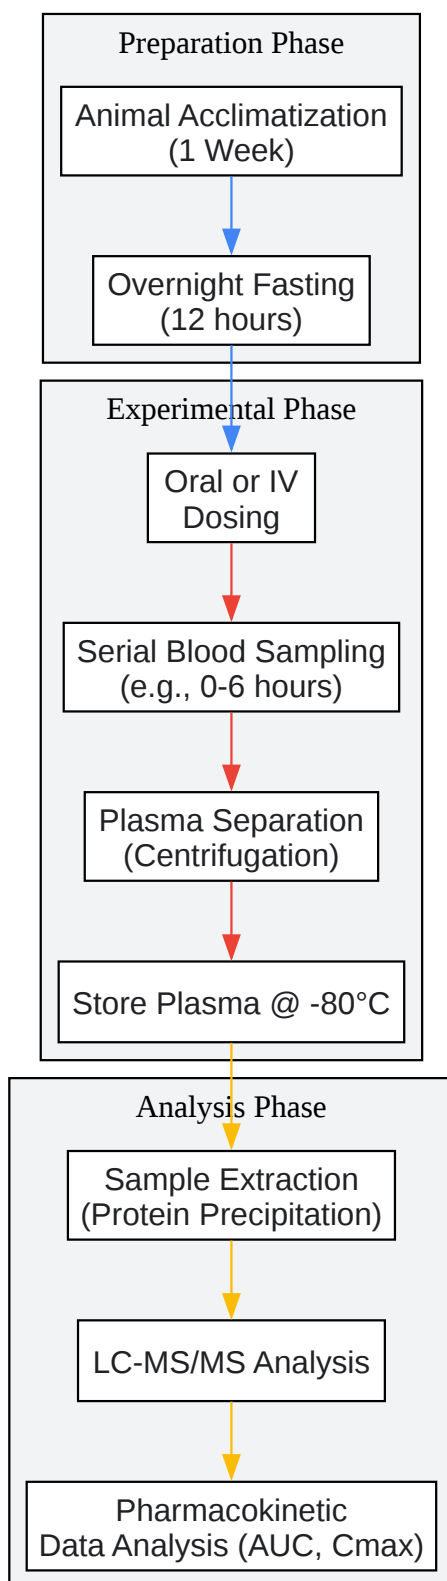 Preparation Phase
Animal Acclimatization
(1 Week)
Overnight Fasting
(12 hours)
Experimental Phase
Oral or IV
Dosing
Serial Blood Sampling
(e.g., 0-6 hours)
Plasma Separation
(Centrifugation)
Store Plasma @ -80°C
Analysis Phase
Sample Extraction
(Protein Precipitation)
LC-MS/MS Analysis
Pharmacokinetic
Data Analysis (AUC, Cmax)